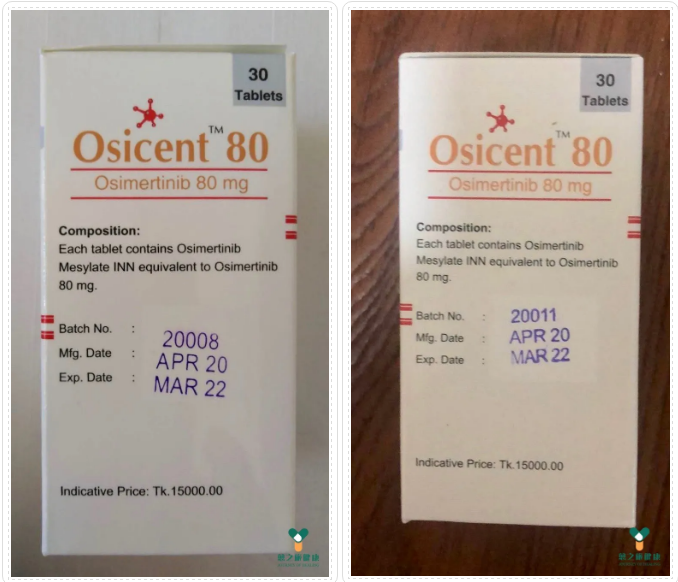 30
Tablets
Osicent™ 80
Osimertinib 80 mg
Composition:
Each tablet contains Osimertinib
Mesylate INN equivalent to Osimertinib
80 mg.
Batch No. : 20008
Mfg. Date : APR 20
Exp. Date : MAR 22
Indicative Price: Tk.15000.00
30
Tablets
Osicent™ 80
Osimertinib 80 mg
Composition:
Each tablet contains Osimertinib
Mesylate INN equivalent to Osimertinib
80 mg.
Batch No. : 20011
Mfg. Date : APR 20
Exp. Date : MAR 22
Indicative Price: Tk.15000.00